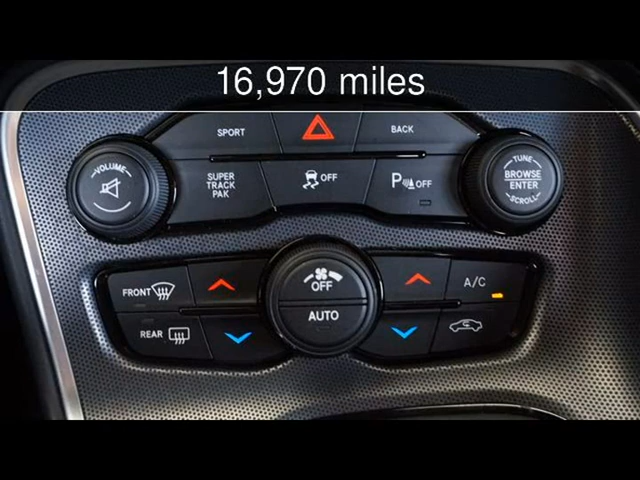 16,970 miles
SPORT
BACK
VOLUME
SUPER
TRACK
PAK
OFF
P OFF
TUNE
BROWSE
ENTER
SCROLL
FRONT
OFF
A/C
REAR
AUTO